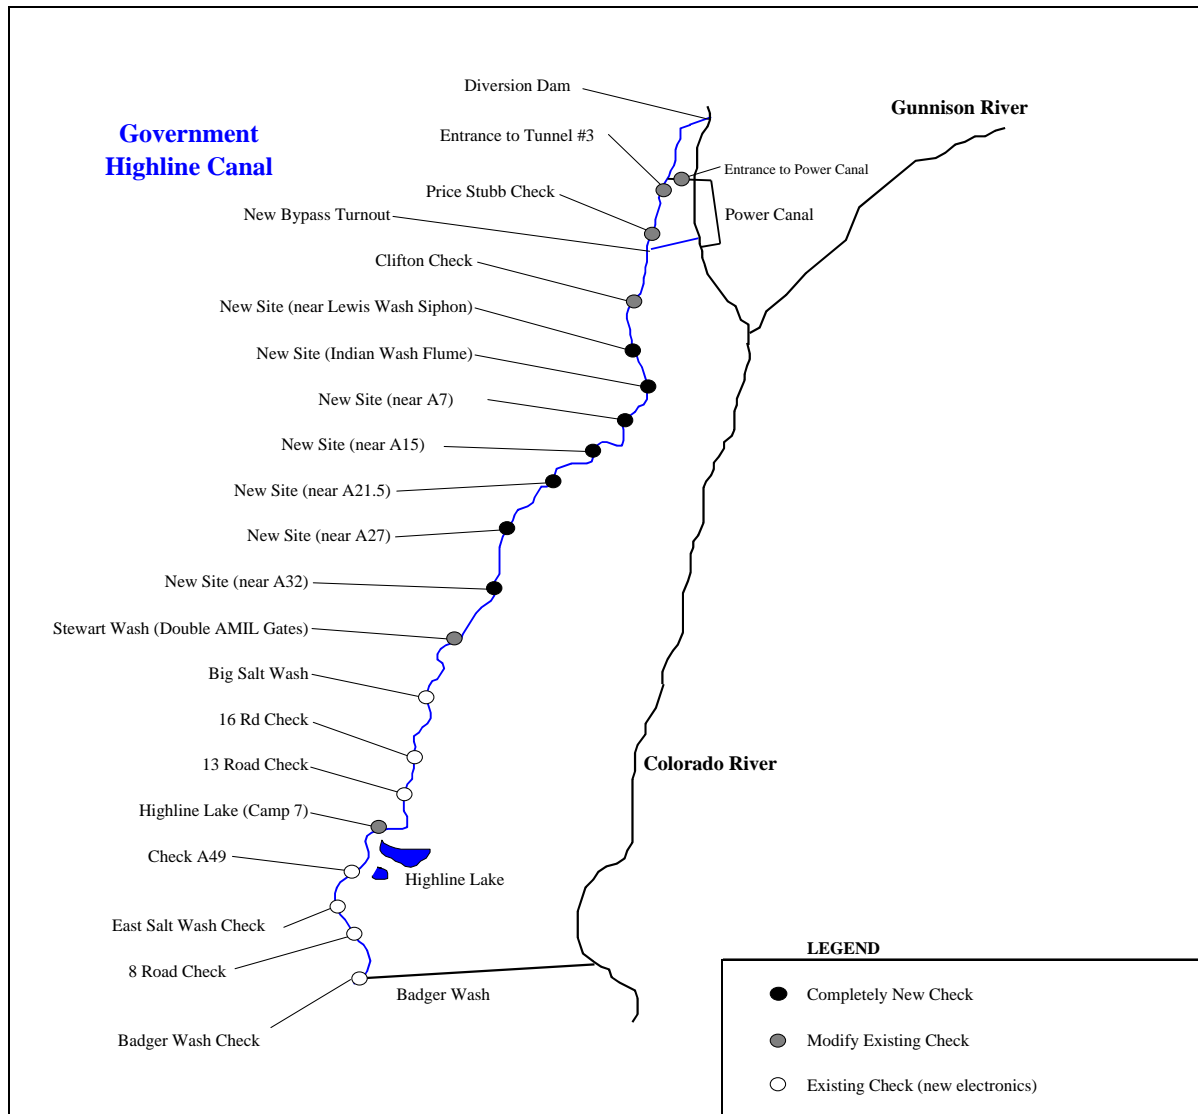 Diversion Dam
Gunnison River
Government
Highline Canal
Entrance to Tunnel #3
Entrance to Power Canal
Price Stubb Check
New Bypass Turnout
Power Canal
Clifton Check
New Site (near Lewis Wash Siphon)
New Site (Indian Wash Flume)
New Site (near A7)
New Site (near A15)
New Site (near A21.5)
New Site (near A27)
New Site (near A32)
Stewart Wash (Double AMIL Gates)
Big Salt Wash
16 Rd Check
13 Road Check
Colorado River
Highline Lake (Camp 7)
Check A49
Highline Lake
East Salt Wash Check
8 Road Check
Badger Wash
Badger Wash Check
LEGEND
Completely New Check
Modify Existing Check
Existing Check (new electronics)